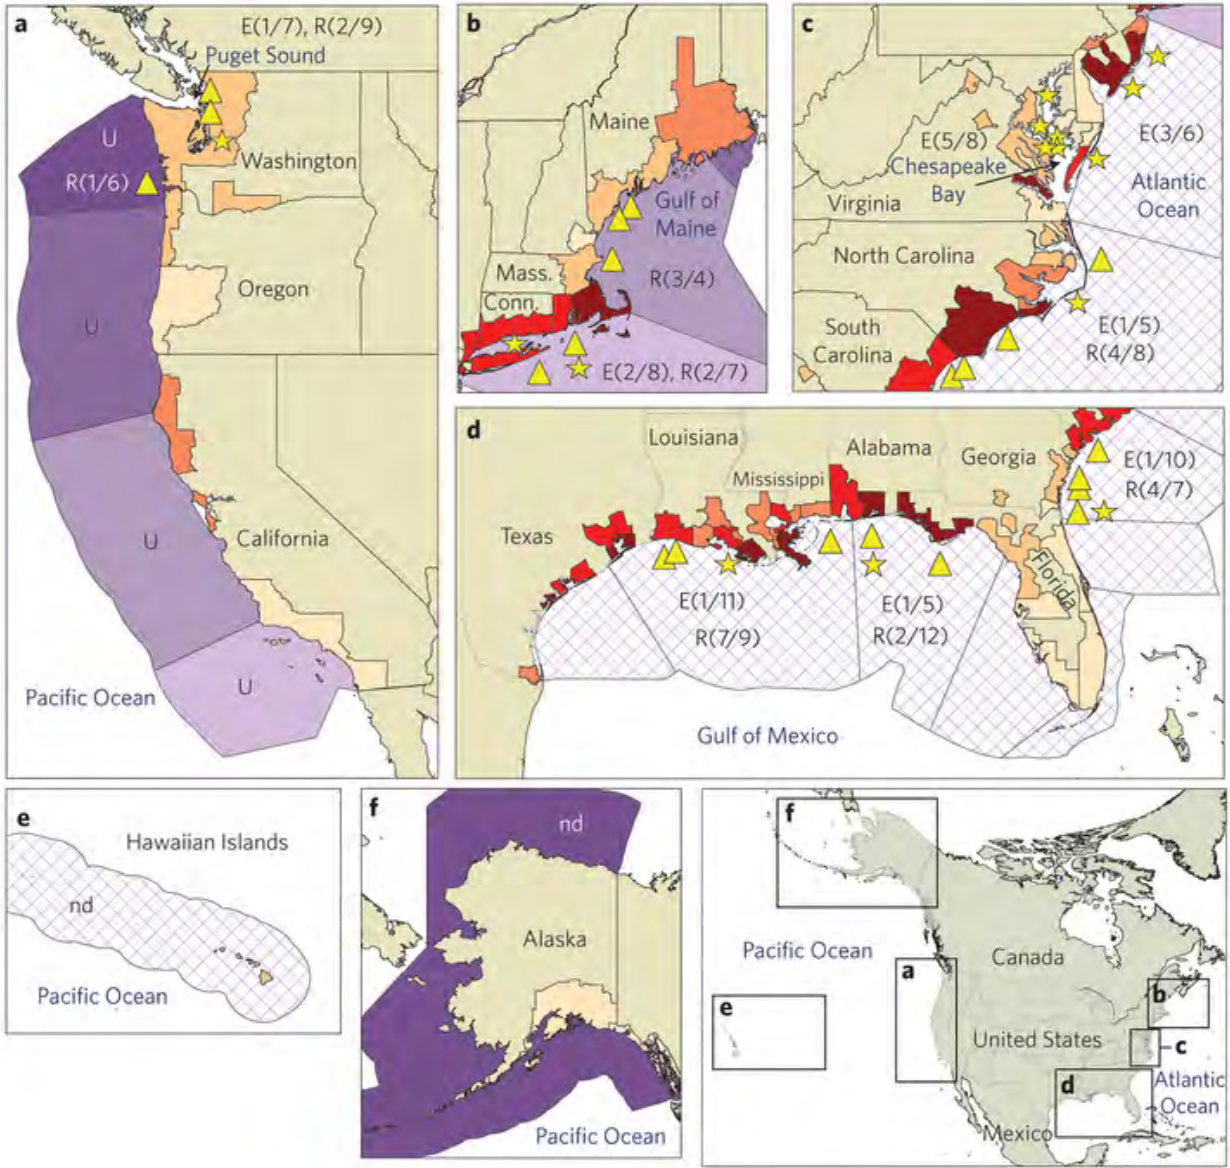 a
E(1/7), R(2/9)
Puget Sound
U
Washington
R(1/6)
Oregon
U
U
California
U
Pacific Ocean
b
Maine
Gulf of
Maine
Mass.
R(3/4)
Conn.
E(2/8), R(2/7)
c
E(3/6)
E(5/8)
Chesapeake
Bay
Atlantic
Ocean
Virginia
North Carolina
South
Carolina
E(1/5)
R(4/8)
d
Louisiana
Alabama
Georgia
Mississippi
Texas
E(1/10)
R(4/7)
Florida
E(1/11)
R(7/9)
E(1/5)
R(2/12)
Gulf of Mexico
e
Hawaiian Islands
nd
Pacific Ocean
f
nd
Alaska
Pacific Ocean
f
Pacific Ocean
Canada
a
b
e
United States
c
d
Atlantic
Ocean
Mexico